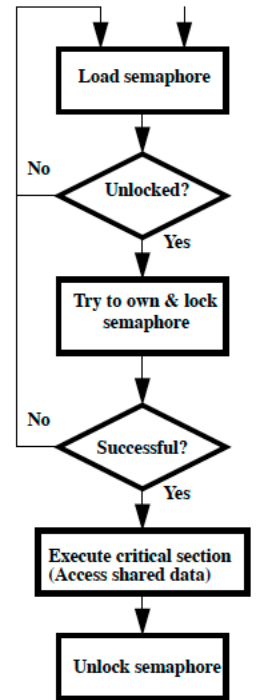 Load semaphore
No
Unlocked?
Yes
Try to own & lock
semaphore
No
Successful?
Yes
Execute critical section
(Access shared data)
Unlock semaphore